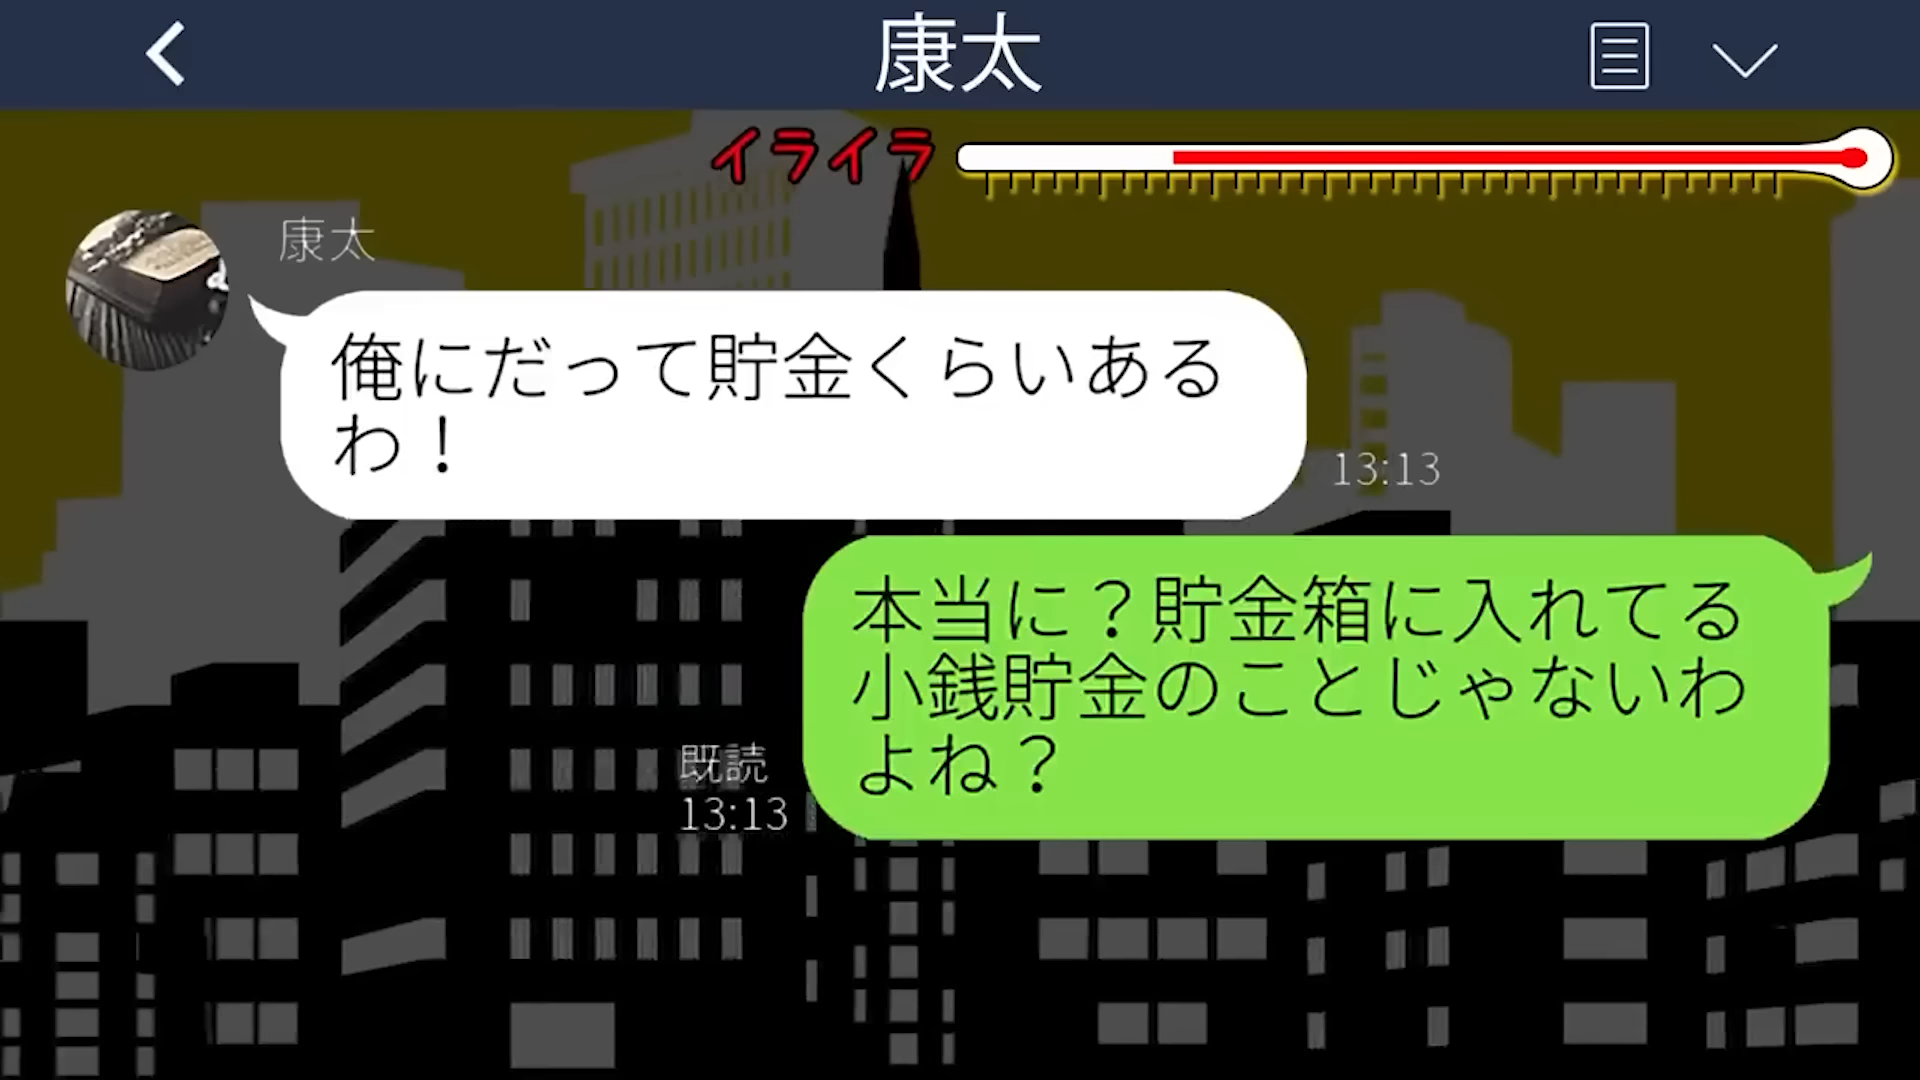 康太
イライラ
康太
俺にだって貯金くらいある
わ！
13:13
本当に？貯金箱に入れてる
小銭貯金のことじゃないわ
よね？
既読
13:13